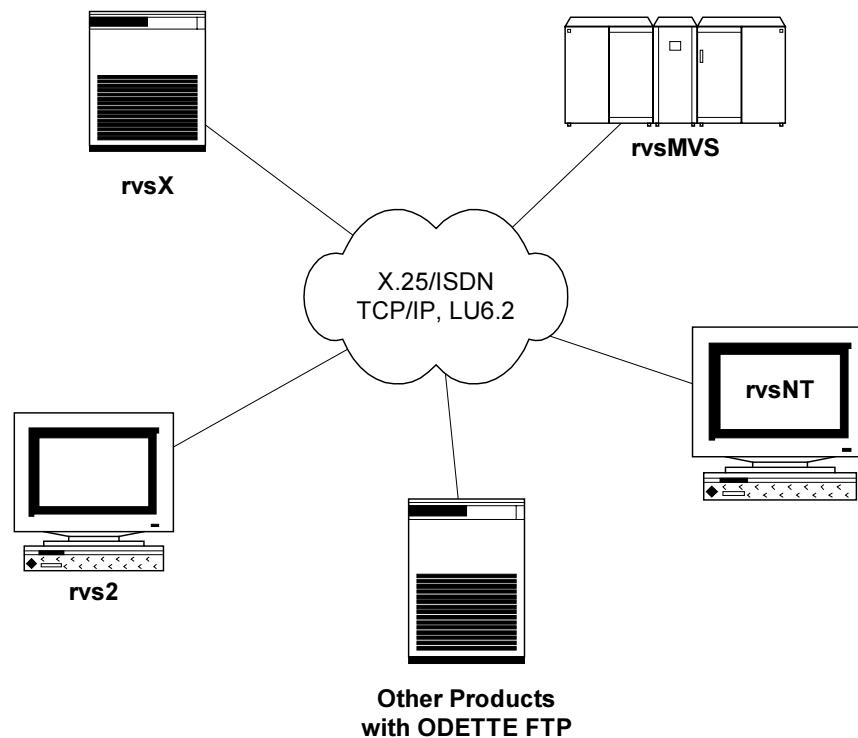 rvsX
rvsMVS
X.25/ISDN
TCP/IP, LU6.2
rvsNT
rvs2
Other Products
with ODETTE FTP